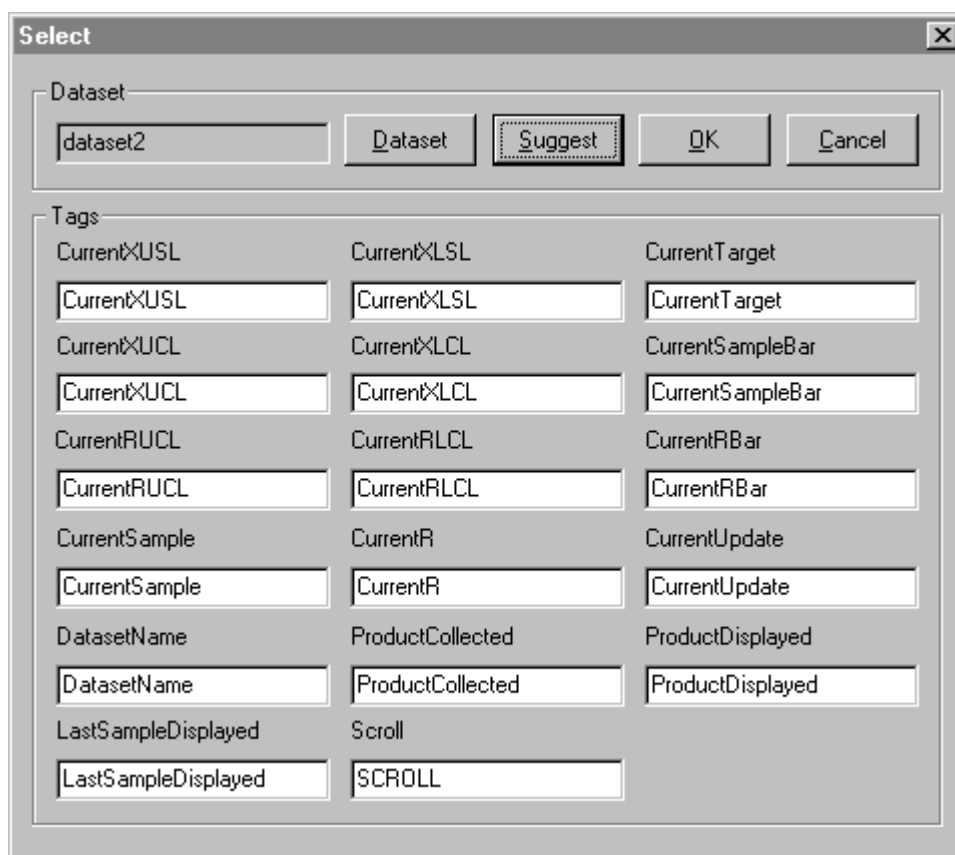 Select
Dataset
dataset2 Dataset Suggest OK Cancel
Tags
CurrentXUSL CurrentXLSL CurrentTarget
CurrentXUSL CurrentXLSL CurrentTarget
CurrentXUCL CurrentXLCL CurrentSampleBar
CurrentXUCL CurrentXLCL CurrentSampleBar
CurrentRUCL CurrentRLCL CurrentRBar
CurrentRUCL CurrentRLCL CurrentRBar
CurrentSample CurrentR CurrentUpdate
CurrentSample CurrentR CurrentUpdate
DatasetName ProductCollected ProductDisplayed
DatasetName ProductCollected ProductDisplayed
LastSampleDisplayed Scroll
LastSampleDisplayed SCROLL